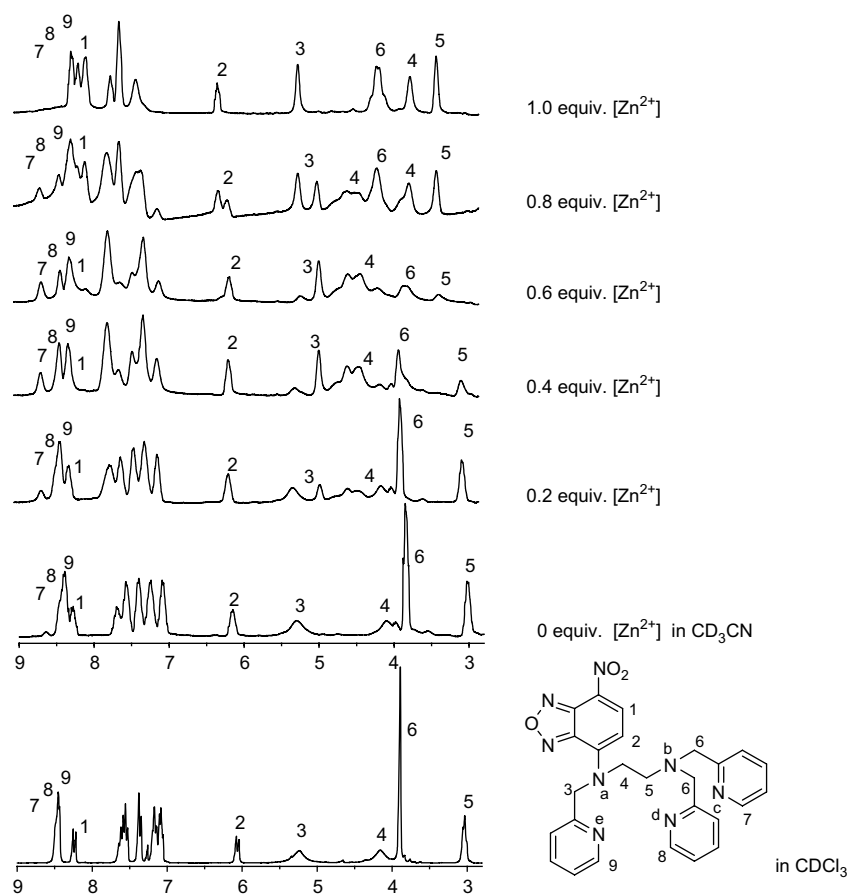 7 8 9 1 2 3 6 4 5
1.0 equiv. [Zn²⁺]
7 8 9 1 2 3 4 6 4 5
0.8 equiv. [Zn²⁺]
7 8 9 1 2 3 4 6 5
0.6 equiv. [Zn²⁺]
7 8 9 1 2 3 4 6 5
0.4 equiv. [Zn²⁺]
7 8 9 1 2 3 4 6 5
0.2 equiv. [Zn²⁺]
7 8 9 1 2 3 4 6 5
0 equiv. [Zn²⁺] in CD₃CN
9 8 7 6 5 4 3
7 8 9 1 2 3 4 6 5
9 8 7 6 5 4 3
NO₂
N
O
N
1
2
N
a
b
N
3
4
5
6
6
N
c
7
N
d
8
N
e
9
in CDCl₃